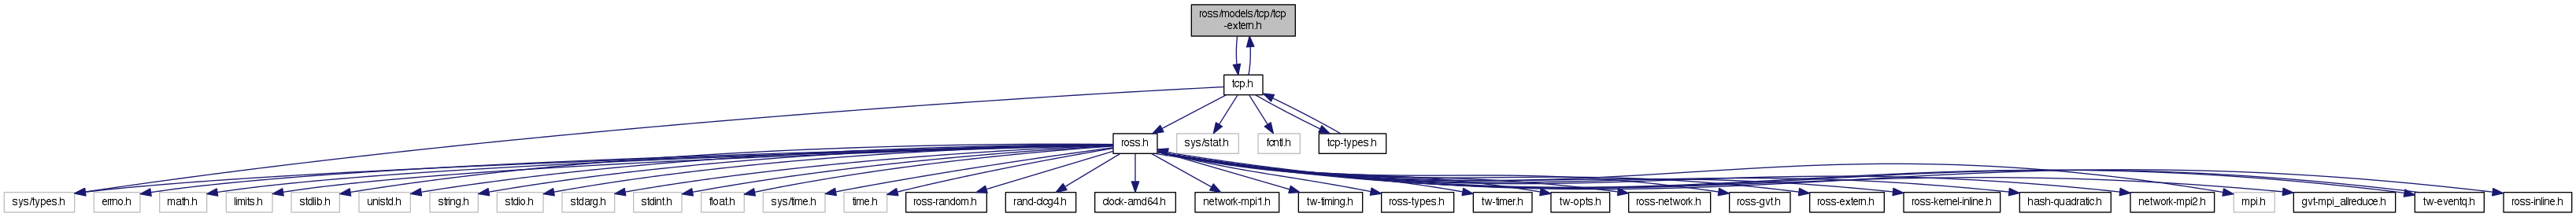 ross/models/tcp/tcp
-extern.h
tcp.h
ross.h
sys/stat.h
fcntl.h
tcp-types.h
sys/types.h
errno.h
math.h
limits.h
stdlib.h
unistd.h
string.h
stdio.h
stdarg.h
stdint.h
float.h
sys/time.h
time.h
ross-random.h
rand-clcg4.h
clock-amd64.h
network-mpi1.h
tw-timing.h
ross-types.h
tw-timer.h
tw-opts.h
ross-network.h
ross-gvt.h
ross-extern.h
ross-kernel-inline.h
hash-quadratic.h
network-mpi2.h
mpi.h
gvt-mpi_allreduce.h
tw-eventq.h
ross-inline.h